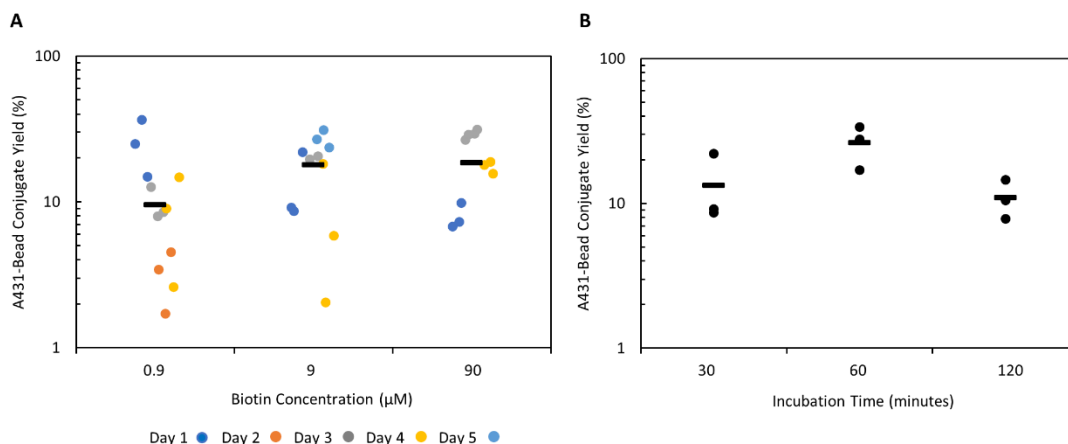 A
A431-Bead Conjugate Yield (%)
100
10
1
0.9 9 90
Biotin Concentration (µM)
Day 1 Day 2 Day 3 Day 4 Day 5
B
A431-Bead Conjugate Yield (%)
100
10
1
30 60 120
Incubation Time (minutes)